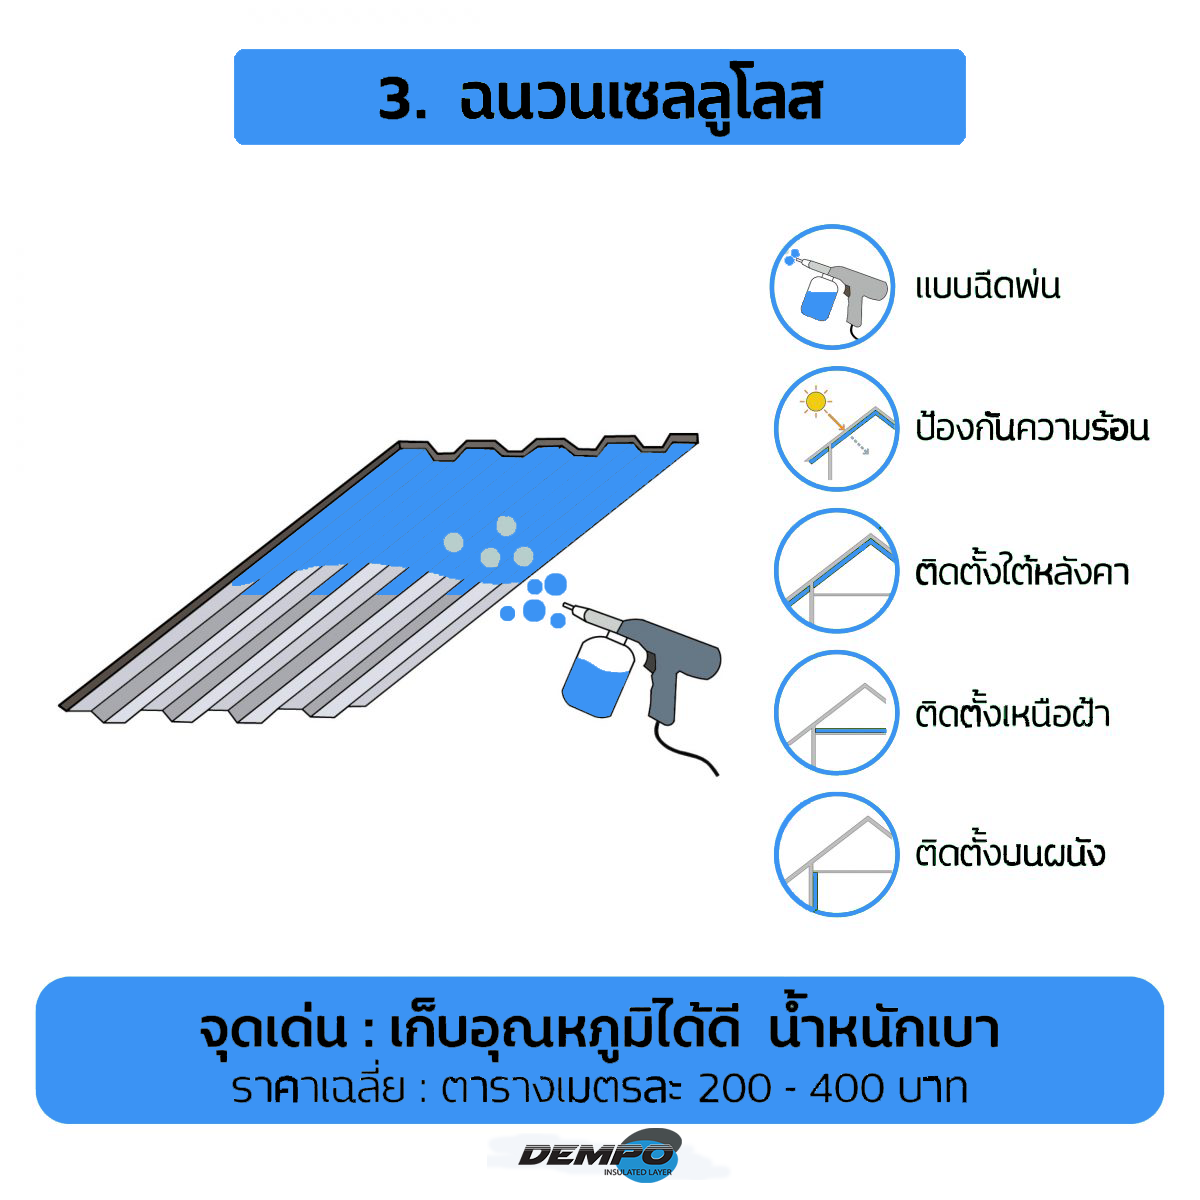 3. ฉนวนเซลลูโลส
แบบฉีดพ่น
ป้องกันความร้อน
ติดตั้งใต้หลังคา
ติดตั้งเหนือฝ้า
ติดตั้งบนผนัง
จุดเด่น : เก็บอุณหภูมิได้ดี น้ำหนักเบา
ราคาเฉลี่ย : ตารางเมตรละ 200 - 400 บาท
DEMPO
INSULATED LAYER